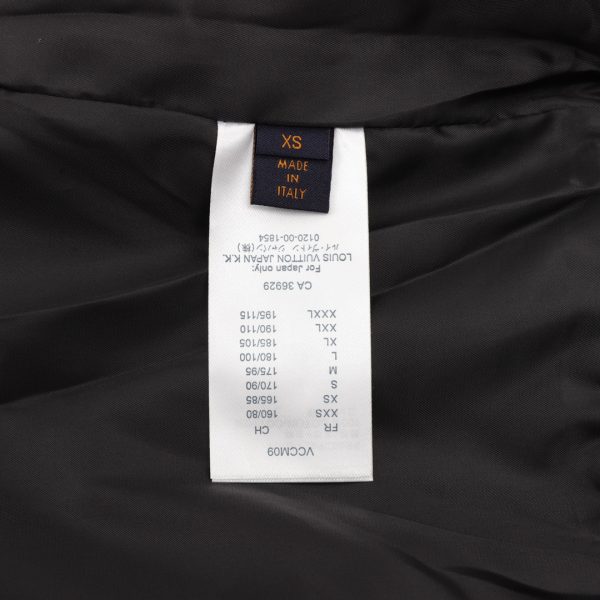 XS
MADE
IN
ITALY
VCCM09
FR CH
XXS 160/80
XS 165/85
S 170/90
M 175/95
L 180/100
XL 185/105
XXL 190/110
XXXL 195/115
CA 36929
For Japan only:
LOUIS VUITTON JAPAN K.K.
ルイ・ヴィトン ジャパン(株)
0120-00-1854